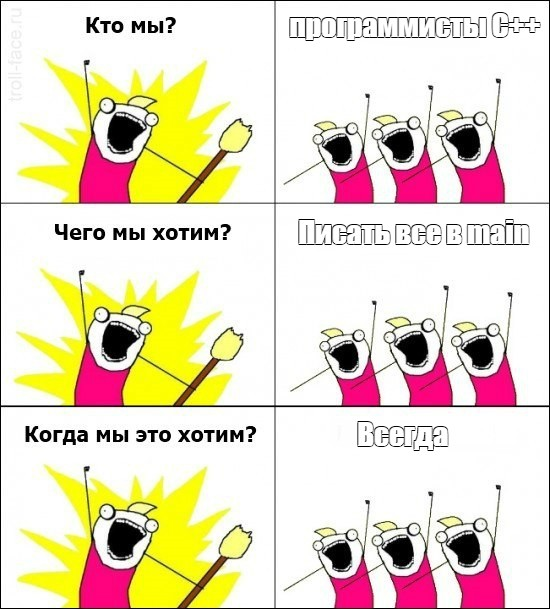 Кто мы?
программисты C++
Чего мы хотим?
Писать все в main
Когда мы это хотим?
Всегда
troll-face.ru